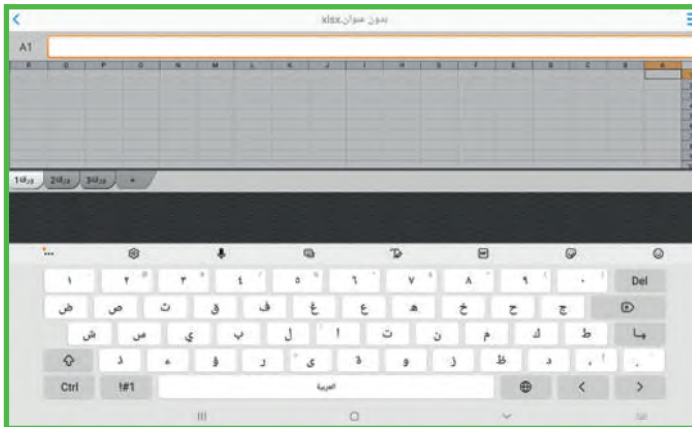 بدون عنوان.xlsx
A1
R Q P O N M L K J I H G F E D C B A
ورقة1 ورقة2 ورقة3 +
١ ٢ @ ٣ ٤ / ٥ % ٦ ٧ & ٨ ٩ ( ٠ ) Del
ض ص ث ق ف غ ع ه خ ح ج
ش س ي ب ل ا ت ن م ك ط
ذ ء ؤ ر ى ة و ز ظ د
Ctrl !#1 العربية < >